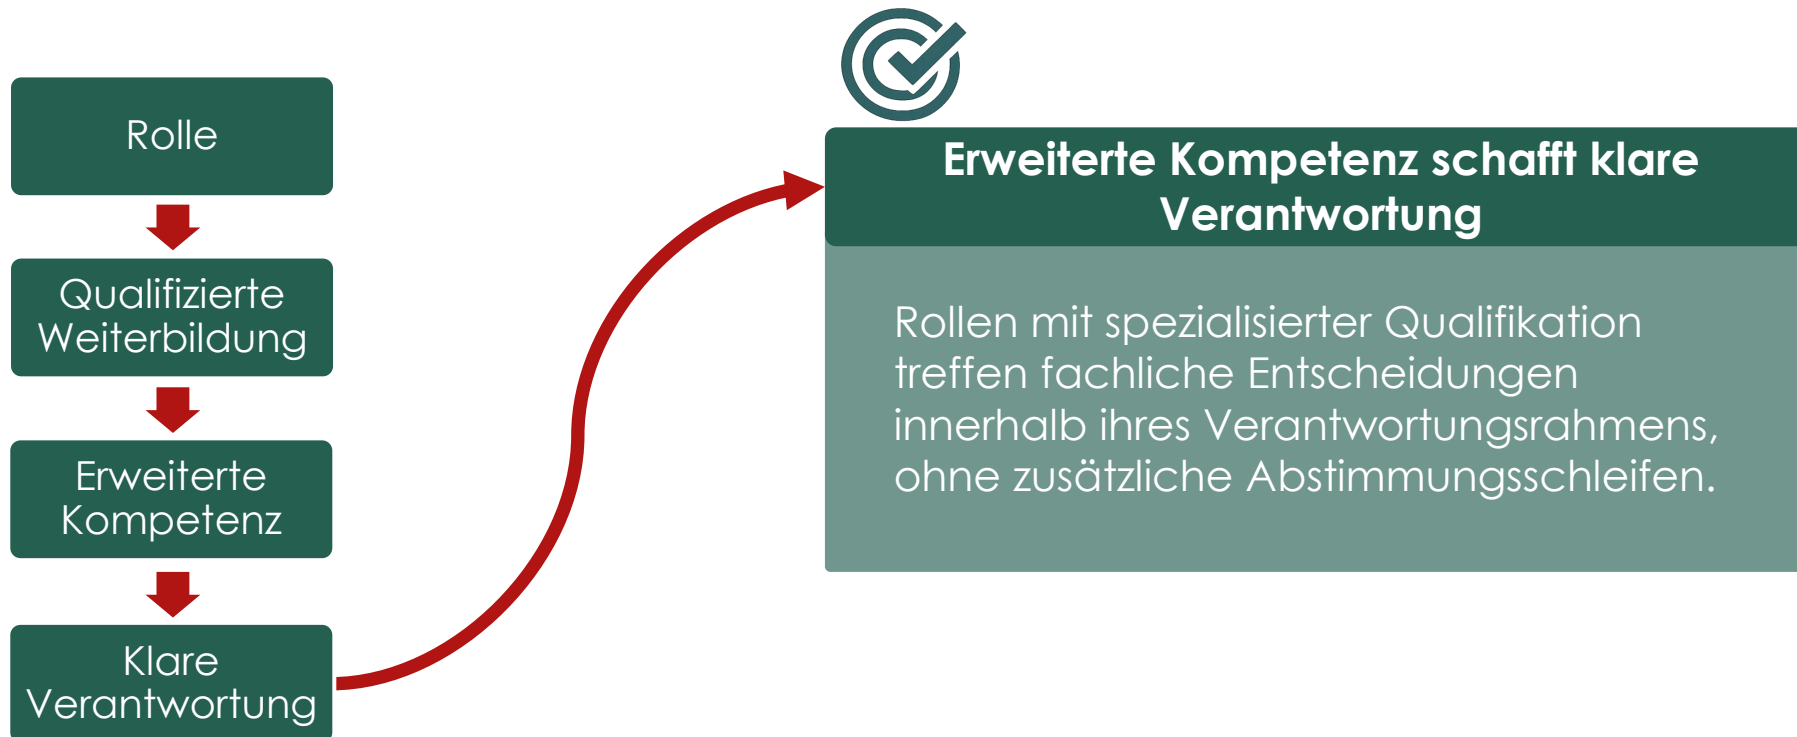 Rolle
Qualifizierte
Weiterbildung
Erweiterte
Kompetenz
Klare
Verantwortung
Erweiterte Kompetenz schafft klare
Verantwortung
Rollen mit spezialisierter Qualifikation
treffen fachliche Entscheidungen
innerhalb ihres Verantwortungsrahmens,
ohne zusätzliche Abstimmungsschleifen.